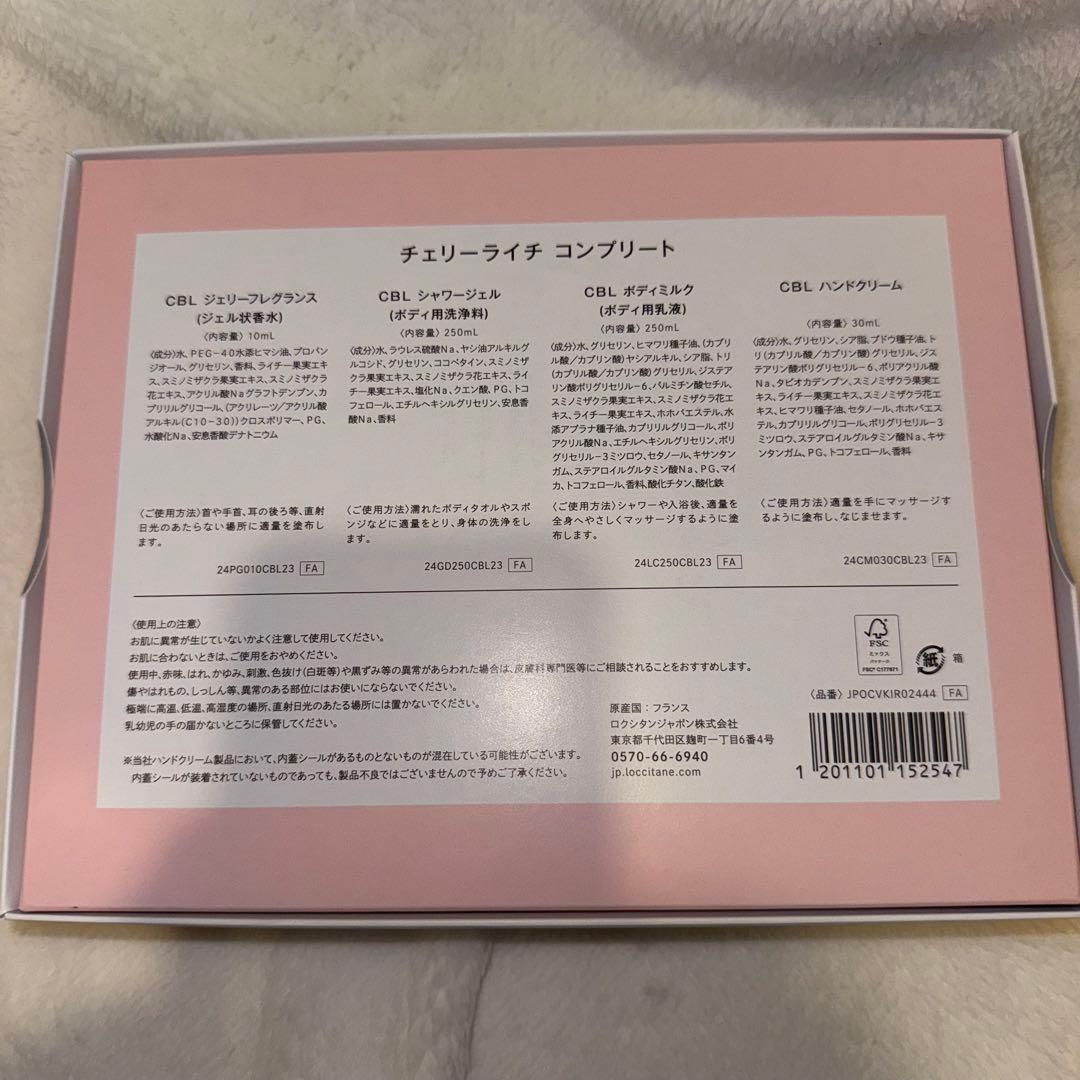 チェリーライチ コンプリート
CBL ジェリーフレグランス
(ジェル状香水)
〈内容量〉10mL
〈成分〉水、PEG-40水添ヒマシ油、プロパン
ジオール、グリセリン、香料、ライチー果実エキ
ス、スミノミザクラ果実エキス、スミノミザクラ
花エキス、アクリル酸Naグラフトデンプン、カ
プリリルグリコール、(アクリレーツ/アクリル酸
アルキル(C10-30))クロスポリマー、PG、
水酸化Na、安息香酸デナトニウム
〈ご使用方法〉首や手首、耳の後ろ等、直射
日光のあたらない場所に適量を塗布し
ます。
24PG010CBL23 FA
CBL シャワージェル
(ボディ用洗浄料)
〈内容量〉250mL
〈成分〉水、ラウレス硫酸Na、ヤシ油アルキルグ
ルコシド、グリセリン、ココベタイン、スミノミザ
クラ果実エキス、スミノミザクラ花エキス、ライ
チー果実エキス、塩化Na、クエン酸、PG、トコ
フェロール、エチルヘキシルグリセリン、安息香
酸Na、香料
〈ご使用方法〉濡れたボディタオルやスポ
ンジなどに適量をとり、身体の洗浄をし
ます。
24GD250CBL23 FA
CBL ボディミルク
(ボディ用乳液)
〈内容量〉250mL
〈成分〉水、グリセリン、ヒマワリ種子油、(カプリ
ル酸/カプリン酸)ヤシアルキル、シア脂、トリ
(カプリル酸/カプリン酸)グリセリル、ジステア
リン酸ポリグリセリル-6、パルミチン酸セチル、
スミノミザクラ果実エキス、スミノミザクラ花エ
キス、ライチー果実エキス、ホホバエステル、水
添アブラナ種子油、カプリリルグリコール、ポリ
アクリル酸Na、エチルヘキシルグリセリン、ポリ
グリセリル-3ミツロウ、セタノール、キサンタン
ガム、ステアロイルグルタミン酸Na、PG、マイ
カ、トコフェロール、香料、酸化チタン、酸化鉄
〈ご使用方法〉シャワーや入浴後、適量を
全身へやさしくマッサージするように塗
布します。
24LC250CBL23 FA
CBL ハンドクリーム
〈内容量〉30mL
〈成分〉水、グリセリン、シア脂、ブドウ種子油、ト
リ(カプリル酸/カプリン酸)グリセリル、ジス
テアリン酸ポリグリセリル-6、ポリアクリル酸
Na、タピオカデンプン、スミノミザクラ果実エ
キス、ライチー果実エキス、スミノミザクラ花エ
キス、ヒマワリ種子油、セタノール、ホホバエス
テル、カプリリルグリコール、ポリグリセリル-3
ミツロウ、ステアロイルグルタミン酸Na、キサ
ンタンガム、PG、トコフェロール、香料
〈ご使用方法〉適量を手にマッサージす
るように塗布し、なじませます。
24CM030CBL23 FA
〈使用上の注意〉
お肌に異常が生じていないかよく注意して使用してください。
お肌に合わないときは、ご使用をおやめください。
使用中、赤味、はれ、かゆみ、刺激、色抜け(白斑等)や黒ずみ等の異常があらわれた場合は、皮膚科専門医等にご相談されることをおすすめします。
傷やはれもの、しっしん等、異常のある部位にはお使いにならないでください。
極端に高温、低温、高湿度の場所、直射日光のあたる場所には置かないでください。
乳幼児の手の届かないところに保管してください。
※当社ハンドクリーム製品において、内蓋シールがあるものとないものが混在している可能性がございます。
内蓋シールが装着されていないものであっても、製品不良ではございませんので予めご了承ください。
原産国：フランス
ロクシタンジャポン株式会社
東京都千代田区麹町一丁目6番4号
0570-66-6940
jp.loccitane.com
FSC
ミックス
パッケージ
FSC® C177971
紙 箱
〈品番〉JPOCVKIR02444 FA
1 201101 152547